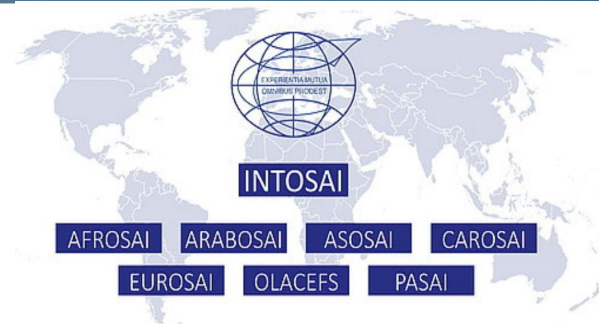 EXPERIENTIA MUTUA
OMNIBUS PRODEST
INTOSAI
AFROSAI ARABOSAI ASOSAI CAROSAI
EUROSAI OLACEFS PASAI